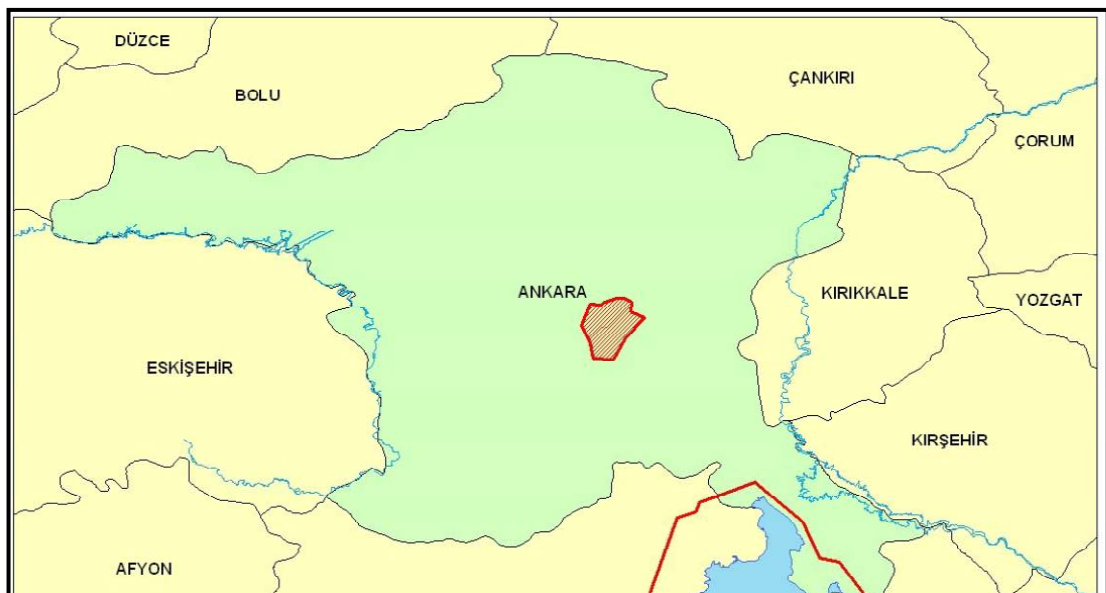 DÜZCE
BOLU
ÇANKIRI
ÇORUM
ANKARA
KIRIKKALE
YOZGAT
ESKİŞEHİR
KIRŞEHİR
AFYON